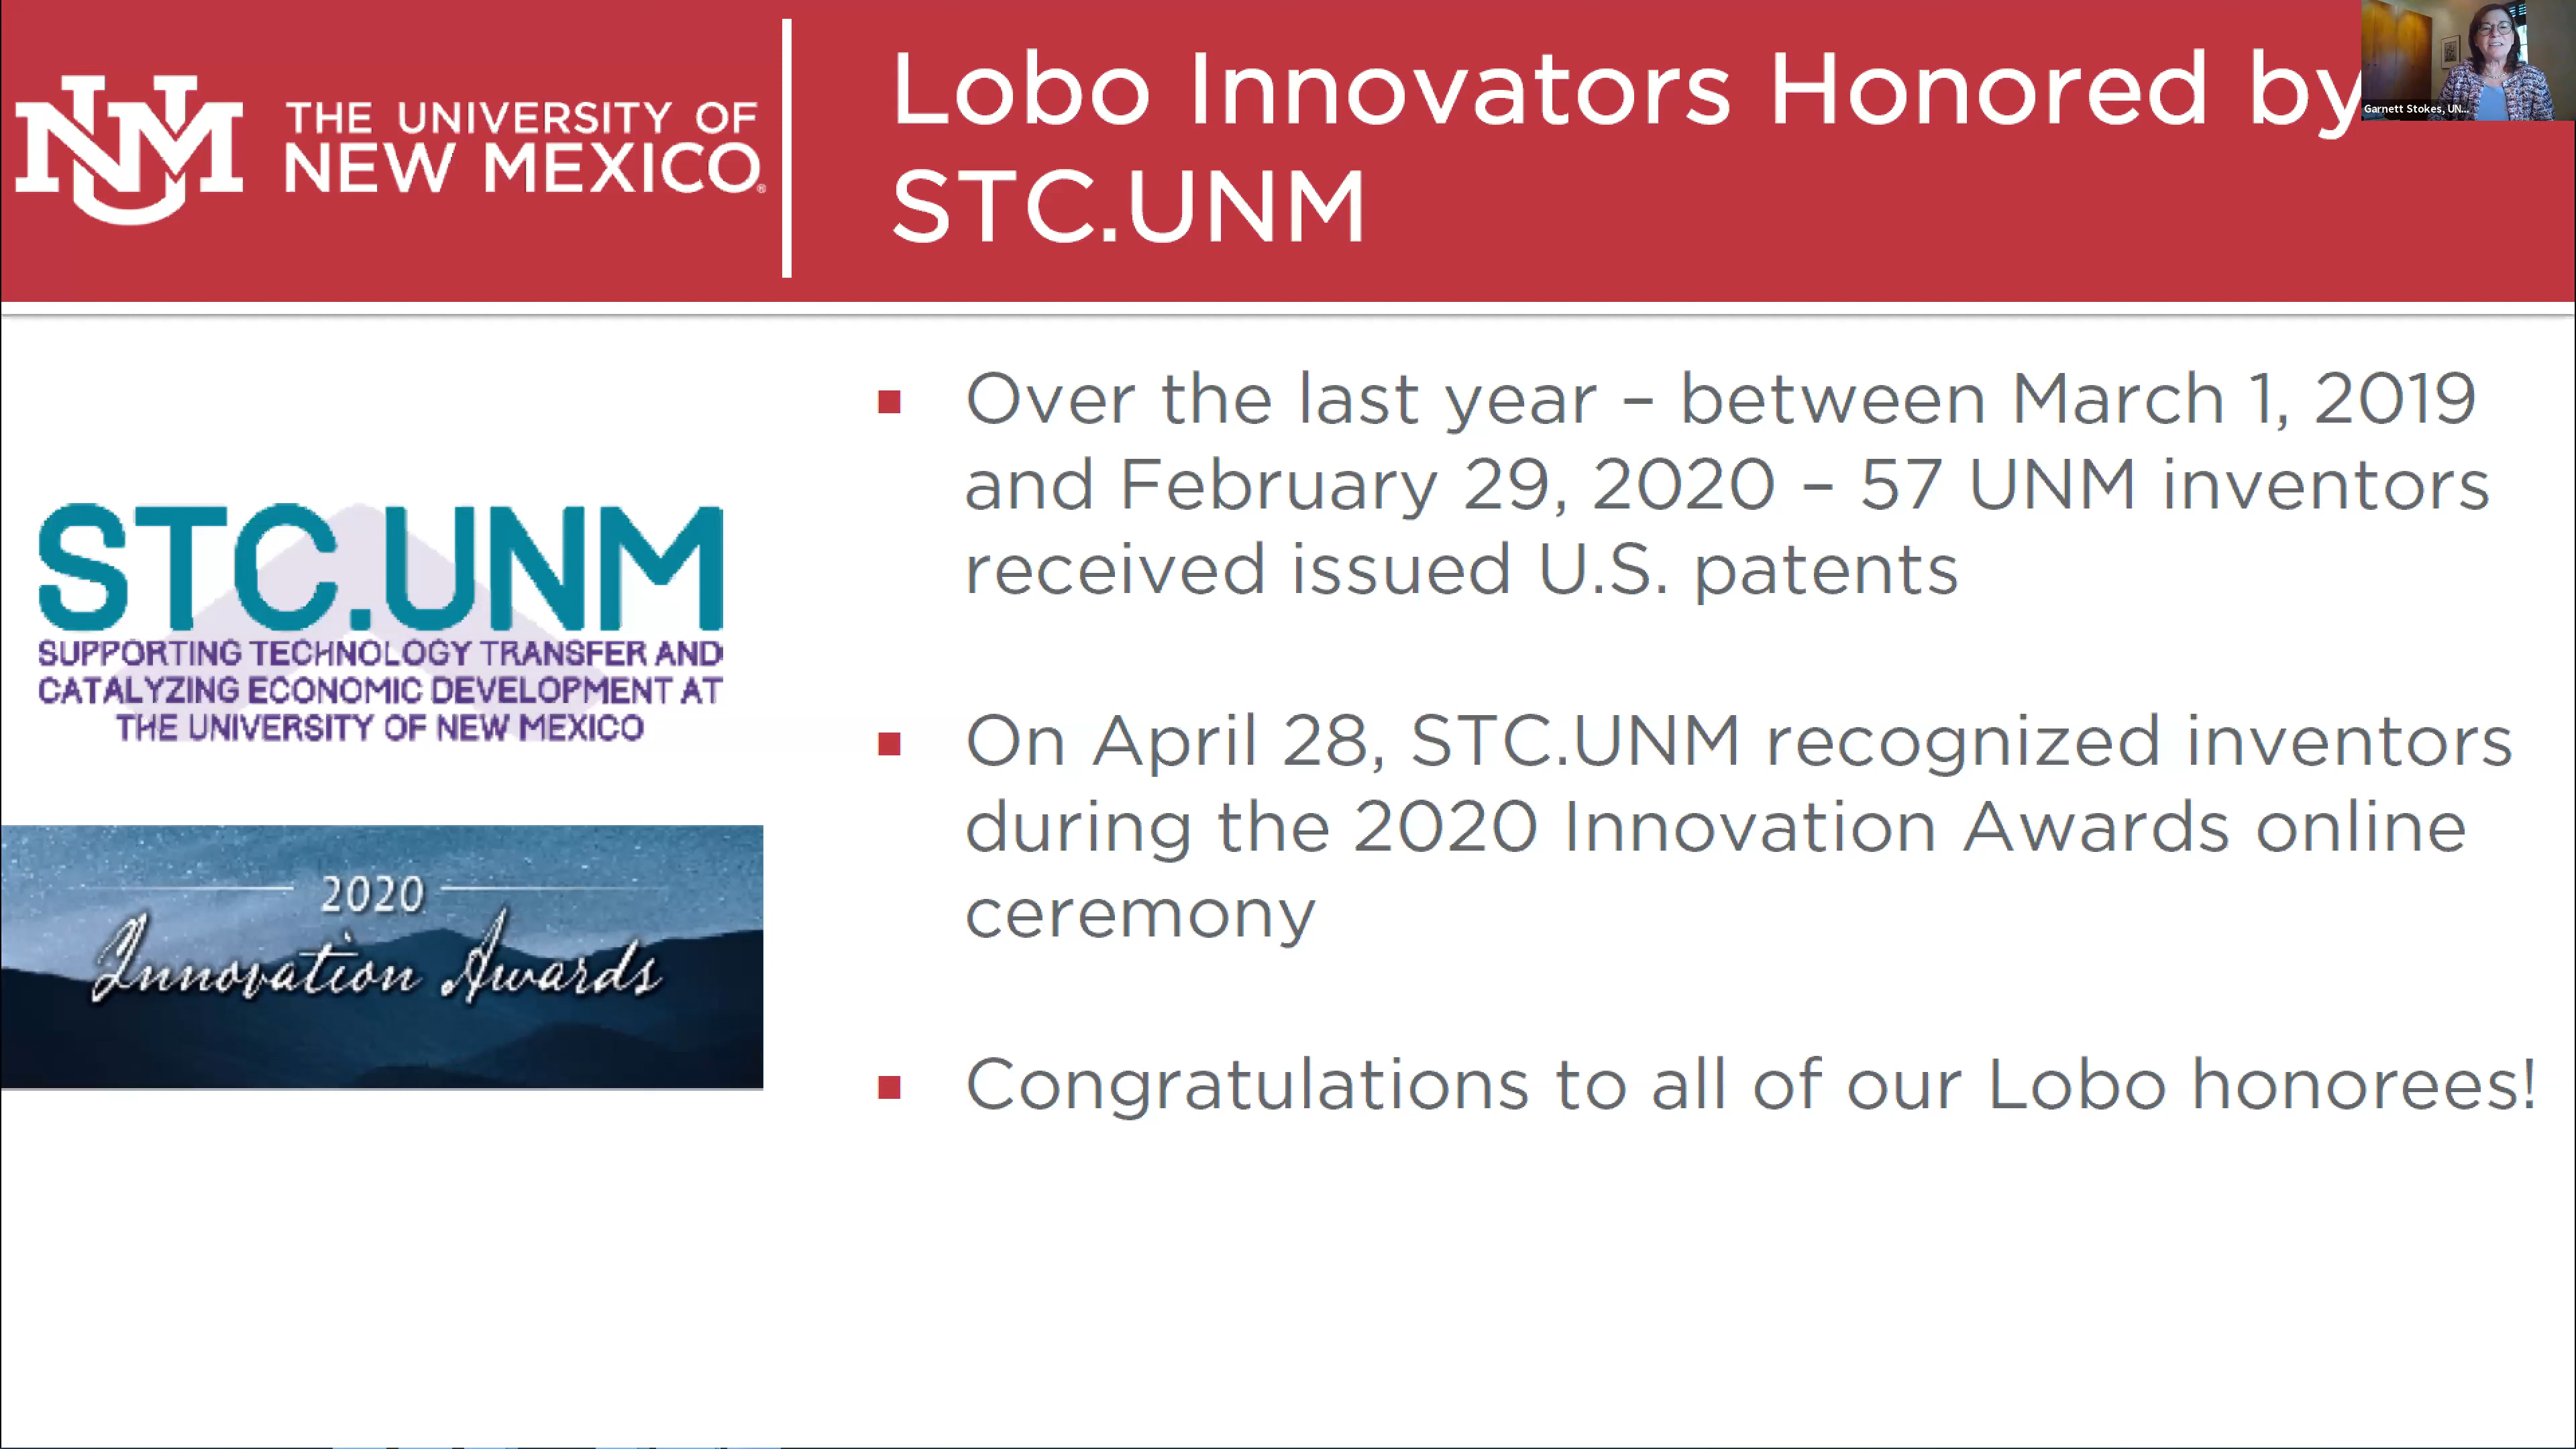 THE UNIVERSITY OF
NEW MEXICO®
Lobo Innovators Honored by
STC.UNM
Garnett Stokes, UN...
STC.UNM
SUPPORTING TECHNOLOGY TRANSFER AND
CATALYZING ECONOMIC DEVELOPMENT AT
THE UNIVERSITY OF NEW MEXICO
2020
Innovation Awards
▪ Over the last year – between March 1, 2019
and February 29, 2020 – 57 UNM inventors
received issued U.S. patents
▪ On April 28, STC.UNM recognized inventors
during the 2020 Innovation Awards online
ceremony
▪ Congratulations to all of our Lobo honorees!